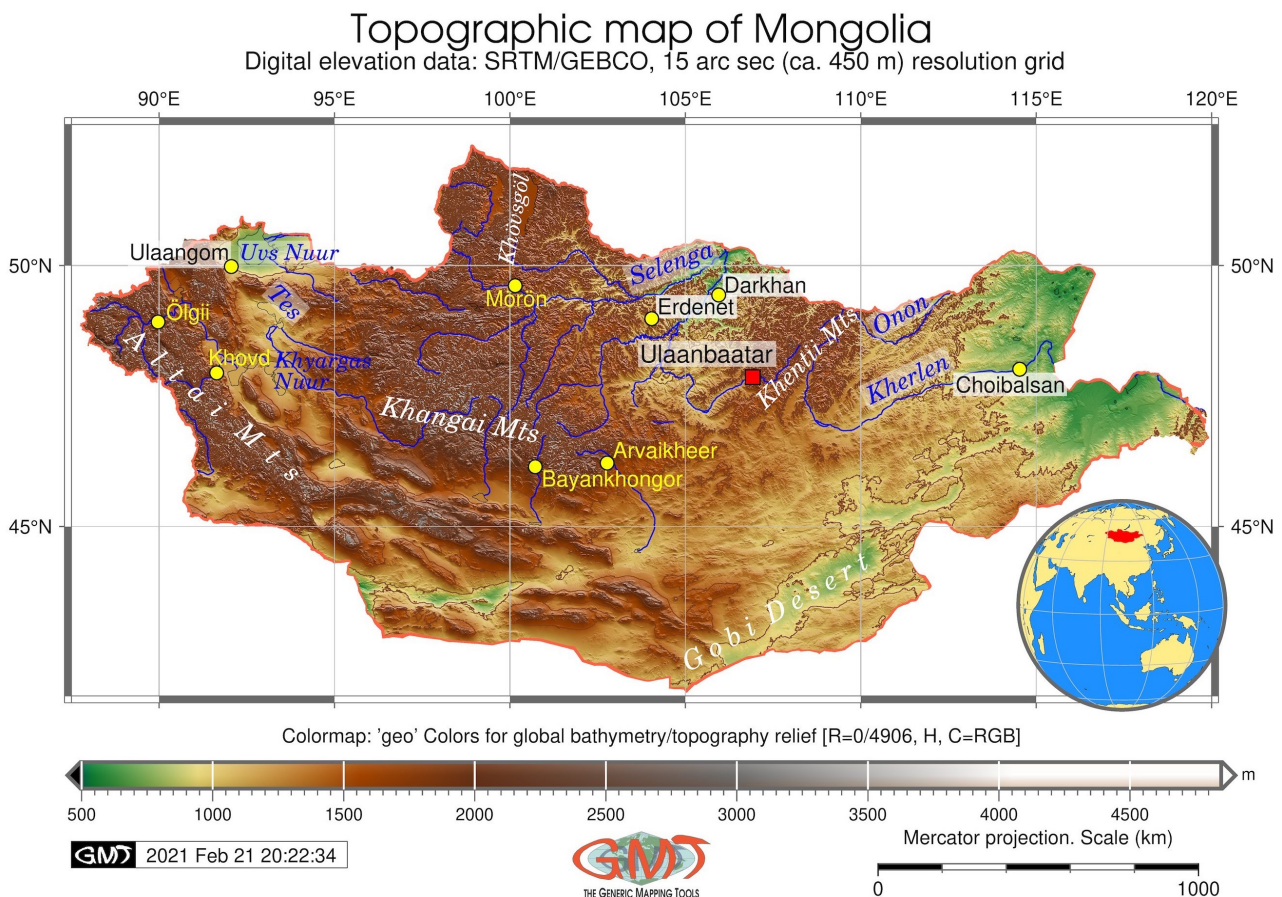 Topographic map of Mongolia
Digital elevation data: SRTM/GEBCO, 15 arc sec (ca. 450 m) resolution grid
90°E 95°E 100°E 105°E 110°E 115°E 120°E
Khovsgöl
Ulaangom Uvs Nuur
50°N 50°N
Selenga
Darkhan
Tes
Mörön
Erdenet
Onon
Ölgii
Khovd
Khyargas
Nuur
Ulaanbaatar
Khentii Mts
Kherlen
Choibalsan
Altai Mts
Khangai Mts
Arvaikheer
Bayankhongor
45°N 45°N
Gobi Desert
Colormap: 'geo' Colors for global bathymetry/topography relief [R=0/4906, H, C=RGB]
m
500 1000 1500 2000 2500 3000 3500 4000 4500
GMT 2021 Feb 21 20:22:34
GMT
THE GENERIC MAPPING TOOLS
Mercator projection. Scale (km)
0 1000